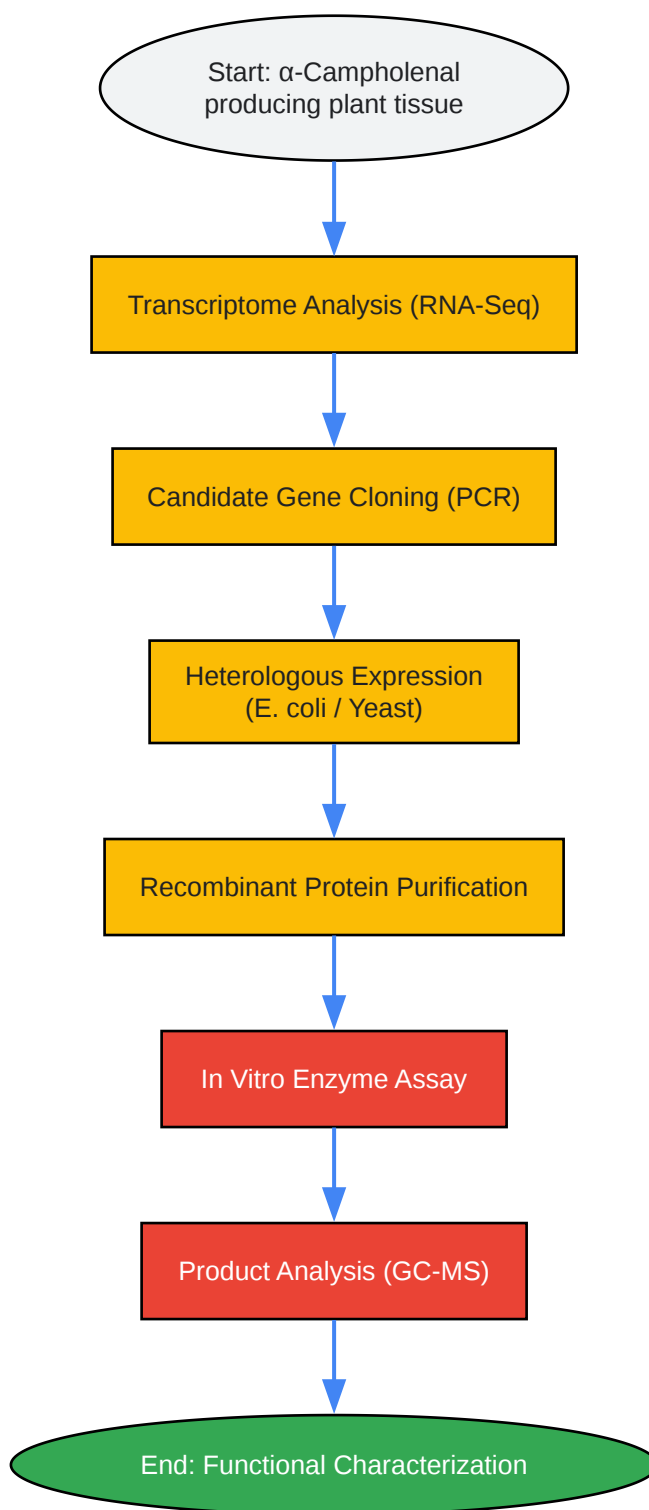 Start: α-Campholenal
producing plant tissue
Transcriptome Analysis (RNA-Seq)
Candidate Gene Cloning (PCR)
Heterologous Expression
(E. coli / Yeast)
Recombinant Protein Purification
In Vitro Enzyme Assay
Product Analysis (GC-MS)
End: Functional Characterization